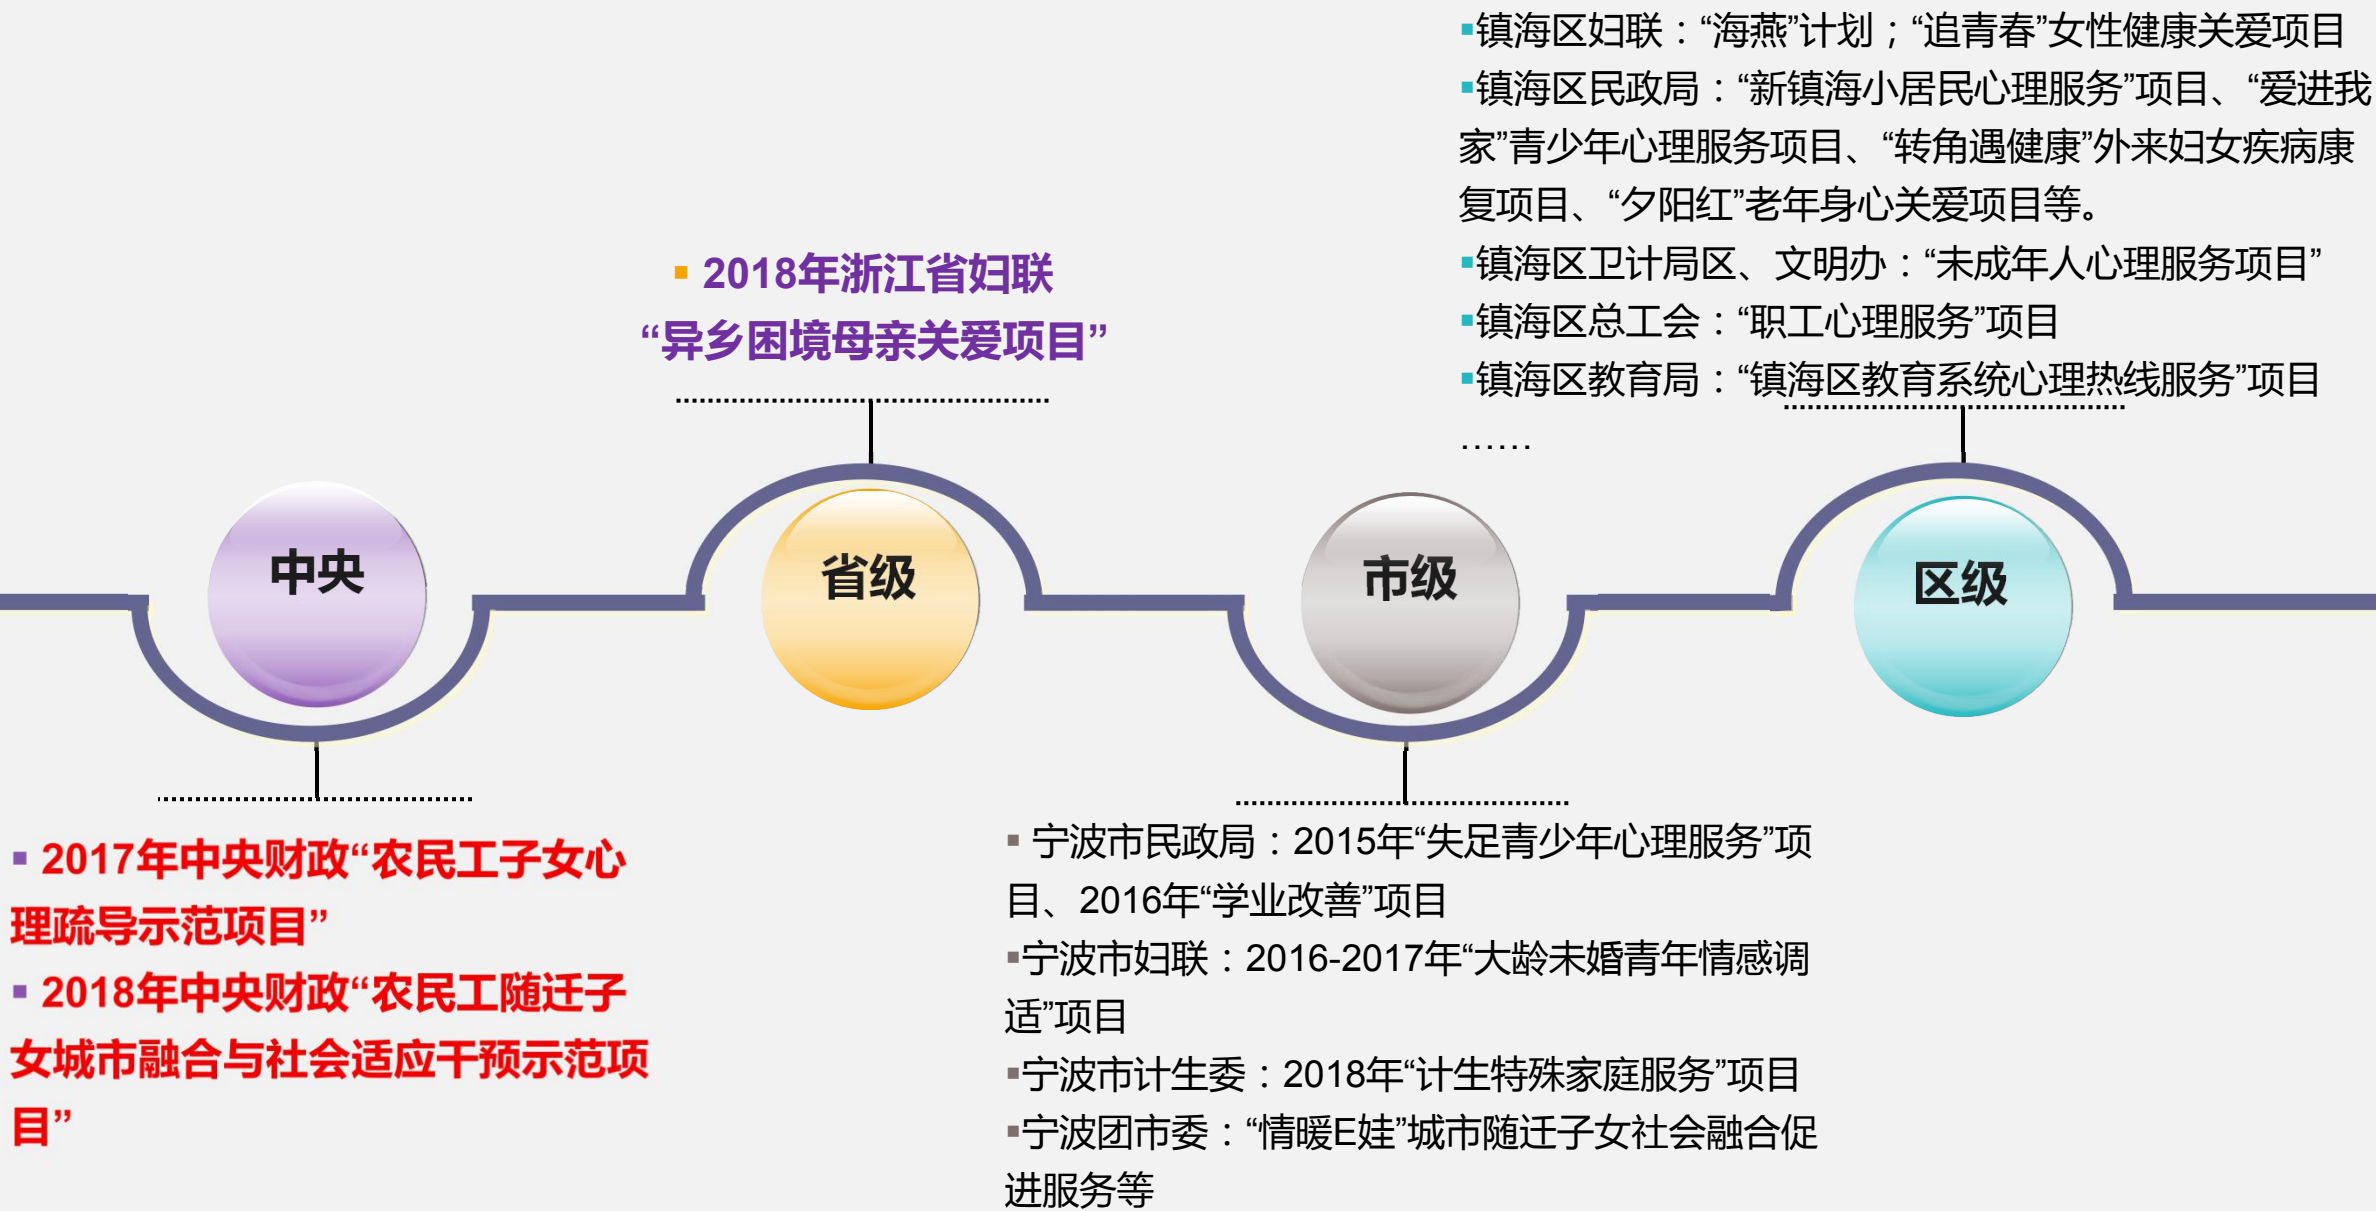 ▪镇海区妇联：“海燕”计划；“追青春”女性健康关爱项目
▪镇海区民政局：“新镇海小居民心理服务”项目、“爱进我
家”青少年心理服务项目、“转角遇健康”外来妇女疾病康
复项目、“夕阳红”老年身心关爱项目等。
▪镇海区卫计局区、文明办：“未成年人心理服务项目”
▪镇海区总工会：“职工心理服务”项目
▪镇海区教育局：“镇海区教育系统心理热线服务”项目
……
▪ 2018年浙江省妇联
“异乡困境母亲关爱项目”
中央
省级
市级
区级
▪ 2017年中央财政“农民工子女心
理疏导示范项目”
▪ 2018年中央财政“农民工随迁子
女城市融合与社会适应干预示范项
目”
▪ 宁波市民政局：2015年“失足青少年心理服务”项
目、2016年“学业改善”项目
▪宁波市妇联：2016-2017年“大龄未婚青年情感调
适”项目
▪宁波市计生委：2018年“计生特殊家庭服务”项目
▪宁波团市委：“情暖E娃”城市随迁子女社会融合促
进服务等